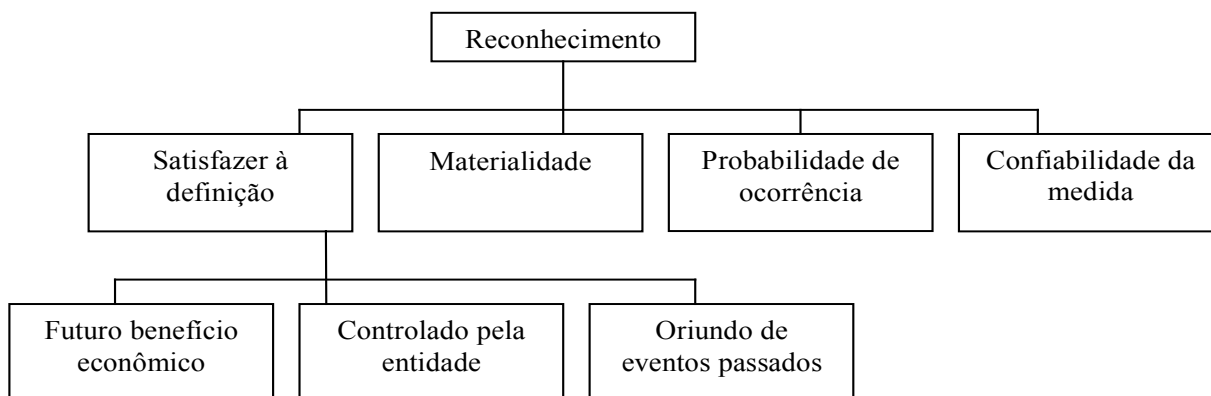 Reconhecimento
Satisfazer à
definição
Materialidade
Probabilidade de
ocorrência
Confiabilidade da
medida
Futuro benefício
econômico
Controlado pela
entidade
Oriundo de
eventos passados